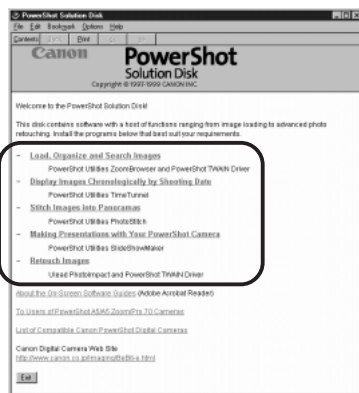 PowerShot Solution Disk
File Edit Bookmark Options Help
Contents Print
Canon PowerShot
Solution Disk
Copyright © 1997-1999 CANON INC.
Welcome to the PowerShot Solution Disk!
This disk contains software with a host of functions ranging from image loading to advanced photo
retouching. Install the programs below that best suit your requirements.
– Load, Organize and Search Images
PowerShot Utilities ZoomBrowser and PowerShot TWAIN Driver
– Display Images Chronologically by Shooting Date
PowerShot Utilities TimeTunnel
– Stitch Images into Panoramas
PowerShot Utilities PhotoStitch
– Making Presentations with Your PowerShot Camera
PowerShot Utilities SlideShowMaker
– Retouch Images
Ulead PhotoImpact and PowerShot TWAIN Driver
About the On-Screen Software Guides (Adobe Acrobat Reader)
To Users of PowerShot A5/A5 Zoom/Pro 70 Cameras
List of Compatible Canon PowerShot Digital Cameras
Canon Digital Camera Web Site
Exit